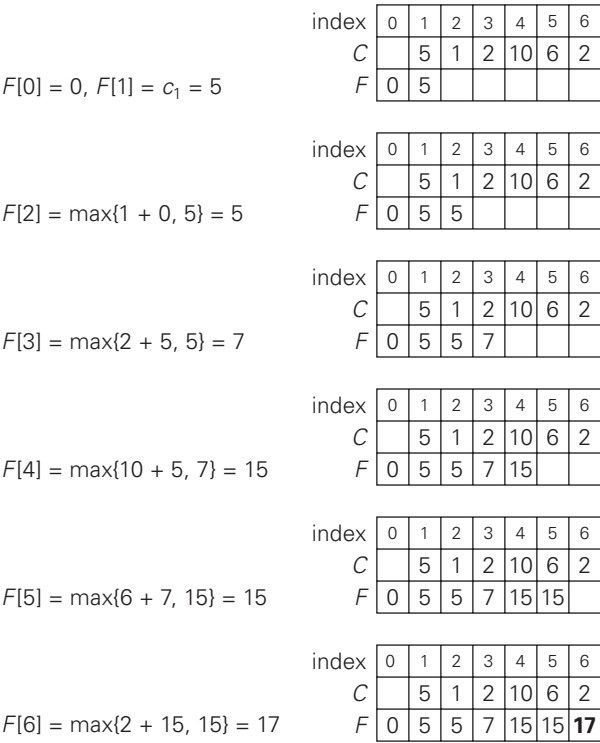 index 0 1 2 3 4 5 6
C 5 1 2 10 6 2
F[0] = 0, F[1] = c₁ = 5 F 0 5
index 0 1 2 3 4 5 6
C 5 1 2 10 6 2
F[2] = max{1 + 0, 5} = 5 F 0 5 5
index 0 1 2 3 4 5 6
C 5 1 2 10 6 2
F[3] = max{2 + 5, 5} = 7 F 0 5 5 7
index 0 1 2 3 4 5 6
C 5 1 2 10 6 2
F[4] = max{10 + 5, 7} = 15 F 0 5 5 7 15
index 0 1 2 3 4 5 6
C 5 1 2 10 6 2
F[5] = max{6 + 7, 15} = 15 F 0 5 5 7 15 15
index 0 1 2 3 4 5 6
C 5 1 2 10 6 2
F[6] = max{2 + 15, 15} = 17 F 0 5 5 7 15 15 17